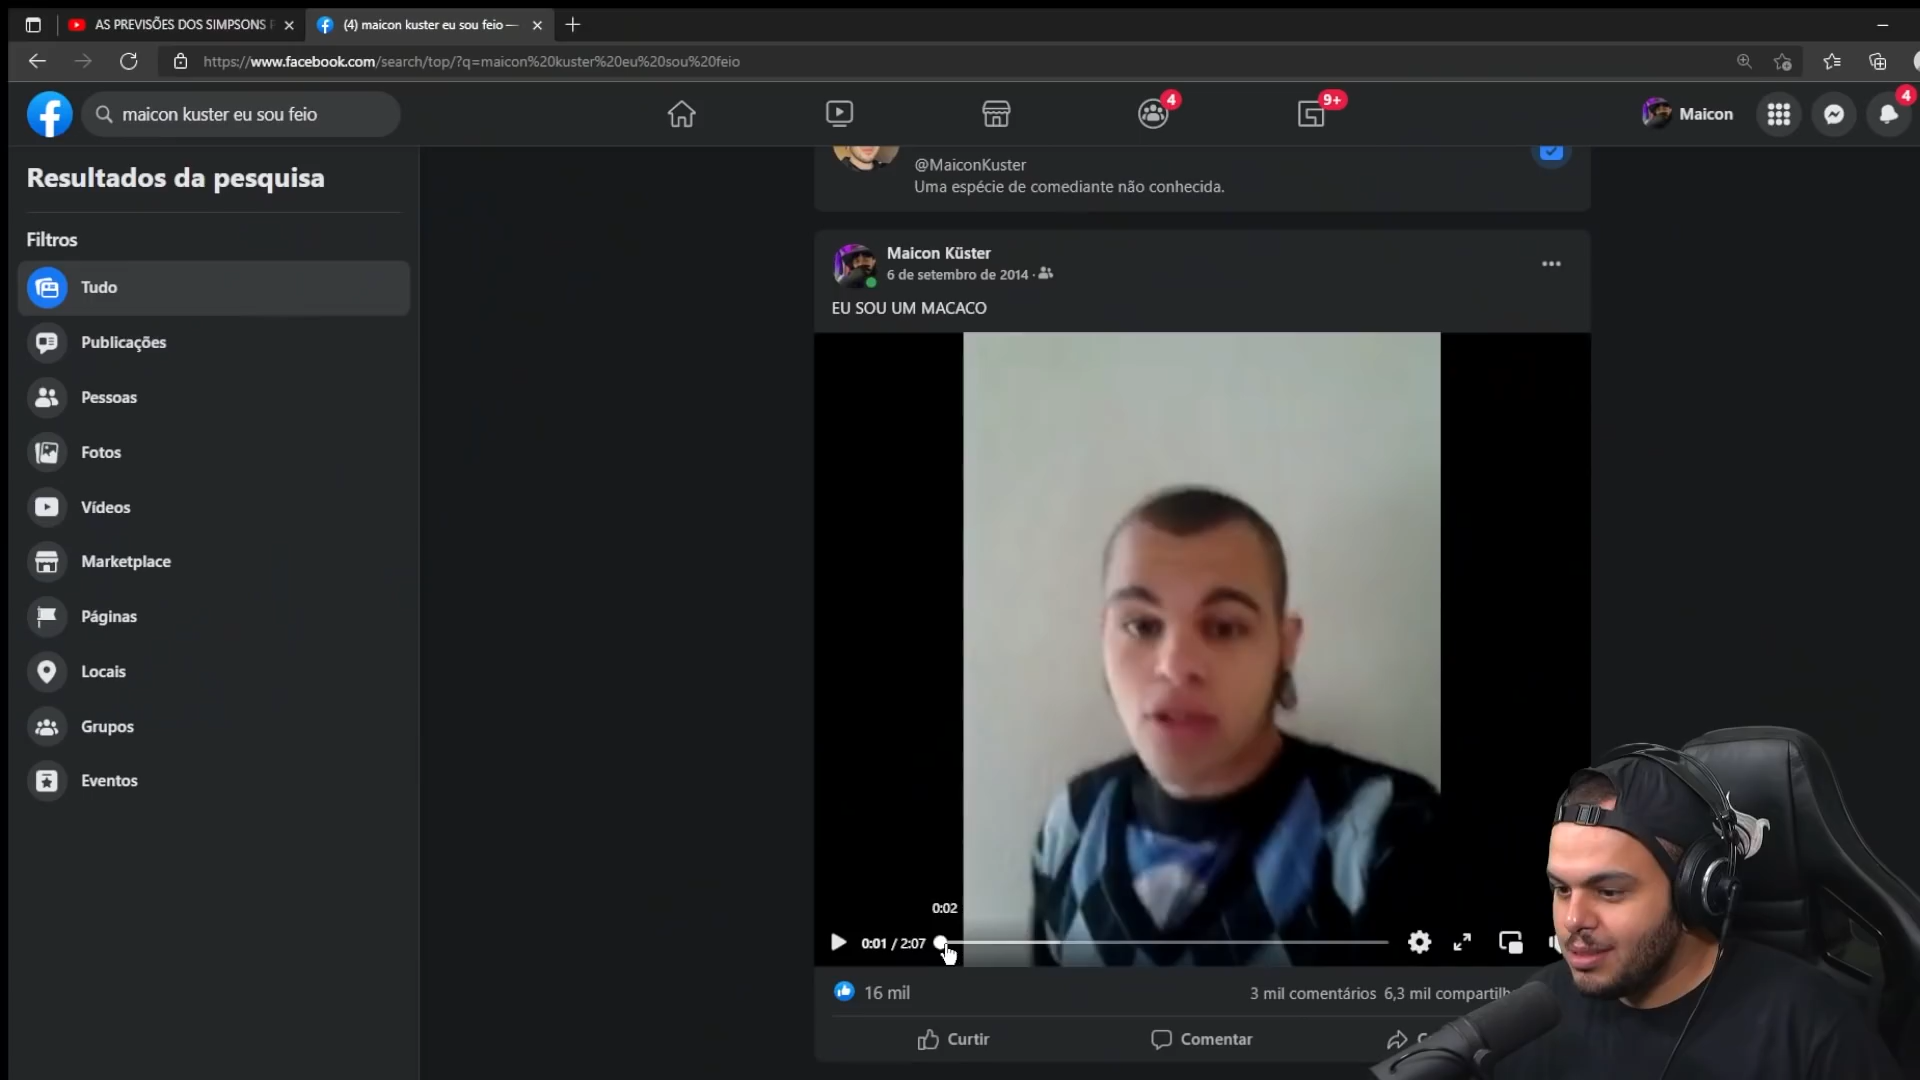 AS PREVISÕES DOS SIMPSONS
(4) maicon kuster eu sou feio —
https://www.facebook.com/search/top/?q=maicon%20kuster%20eu%20sou%20feio
maicon kuster eu sou feio
4
9+
Maicon
4
Resultados da pesquisa
Filtros
Tudo
Publicações
Pessoas
Fotos
Vídeos
Marketplace
Páginas
Locais
Grupos
Eventos
@MaiconKuster
Uma espécie de comediante não conhecida.
Maicon Küster
6 de setembro de 2014 ·
EU SOU UM MACACO
0:02
0:01 / 2:07
16 mil
3 mil comentários 6,3 mil compartilh
Curtir
Comentar